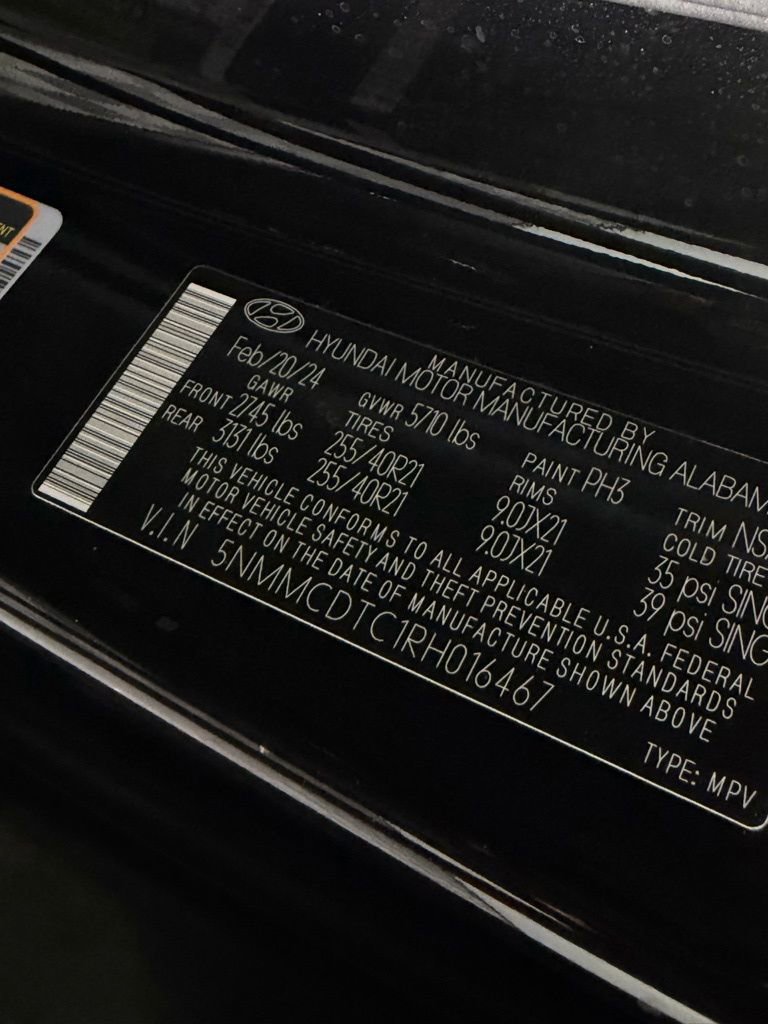 ENT
MANUFACTURED BY
HYUNDAI MOTOR MANUFACTURING ALABAM
Feb/20/24 GVWR 5710 lbs PAINT PH3 TRIM NS
GAWR TIRES RIMS COLD TIRE
FRONT 2745 lbs 255/40R21 9.0JX21 35 psi SING
REAR 3131 lbs 255/40R21 9.0JX21 39 psi SING
THIS VEHICLE CONFORMS TO ALL APPLICABLE U.S.A. FEDERAL
MOTOR VEHICLE SAFETY AND THEFT PREVENTION STANDARDS
IN EFFECT ON THE DATE OF MANUFACTURE SHOWN ABOVE
V.I.N 5NMMCDTC1RH016467
TYPE: MPV